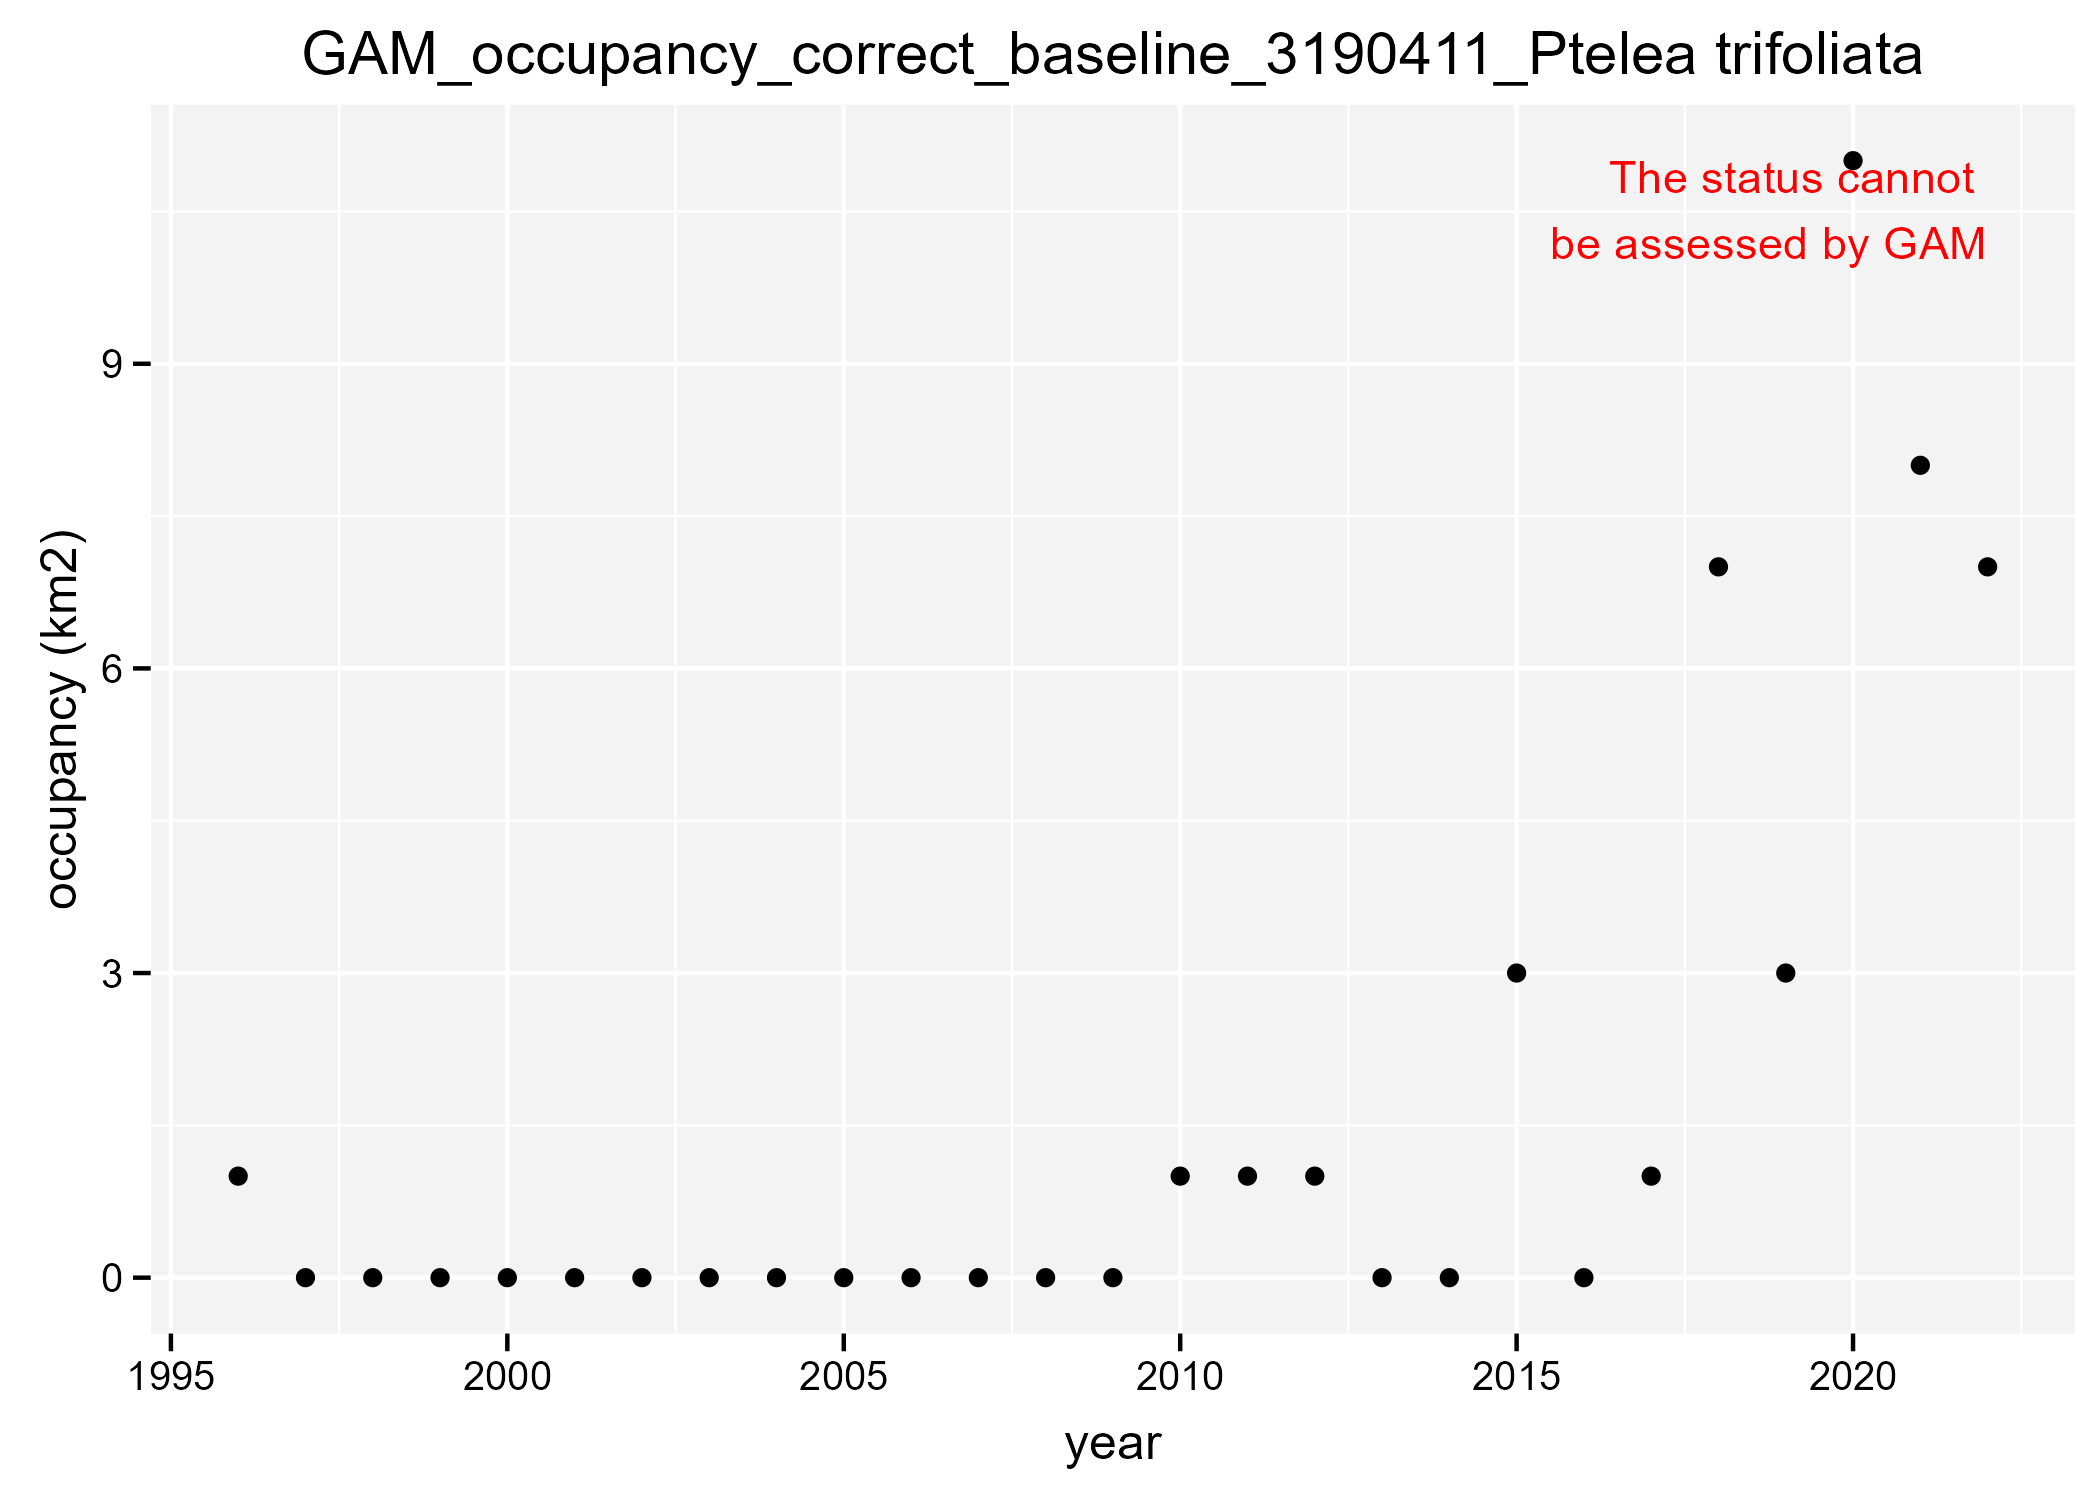 GAM_occupancy_correct_baseline_3190411_Ptelea trifoliata
The status cannot
be assessed by GAM
occupancy (km2)
9
6
3
0
1995 2000 2005 2010 2015 2020
year